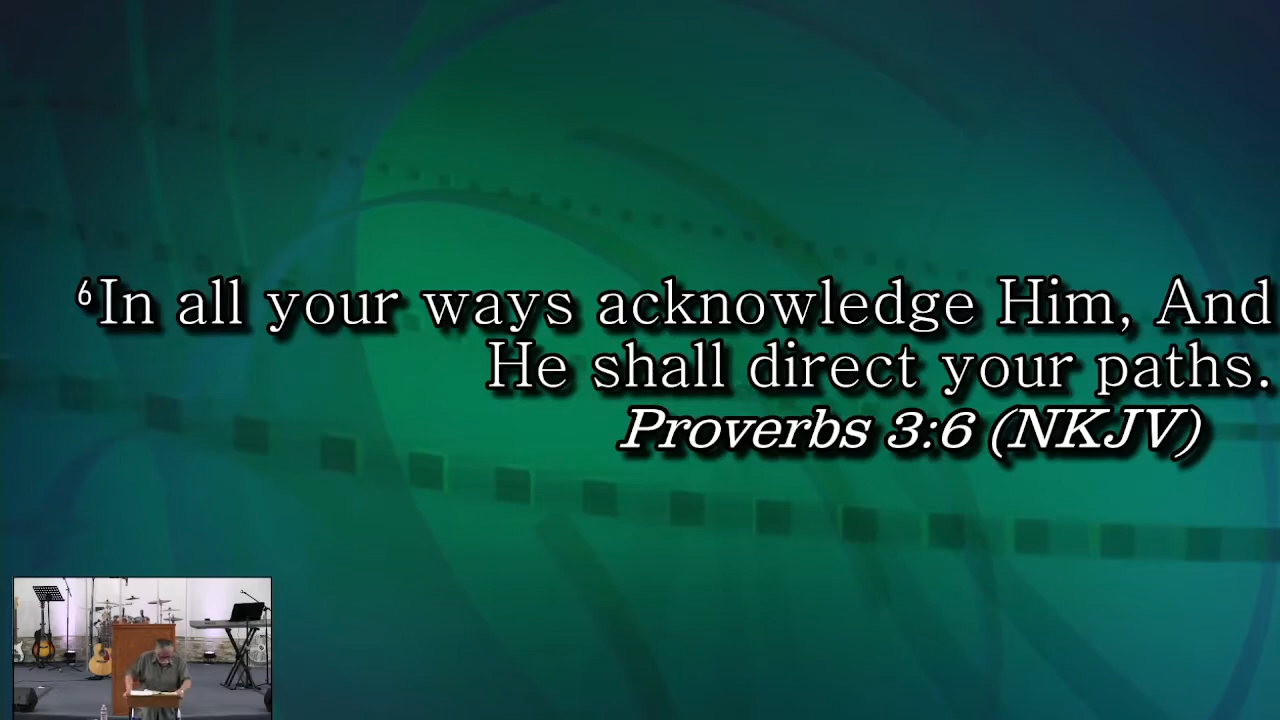 ⁶In all your ways acknowledge Him, And
He shall direct your paths.
Proverbs 3:6 (NKJV)